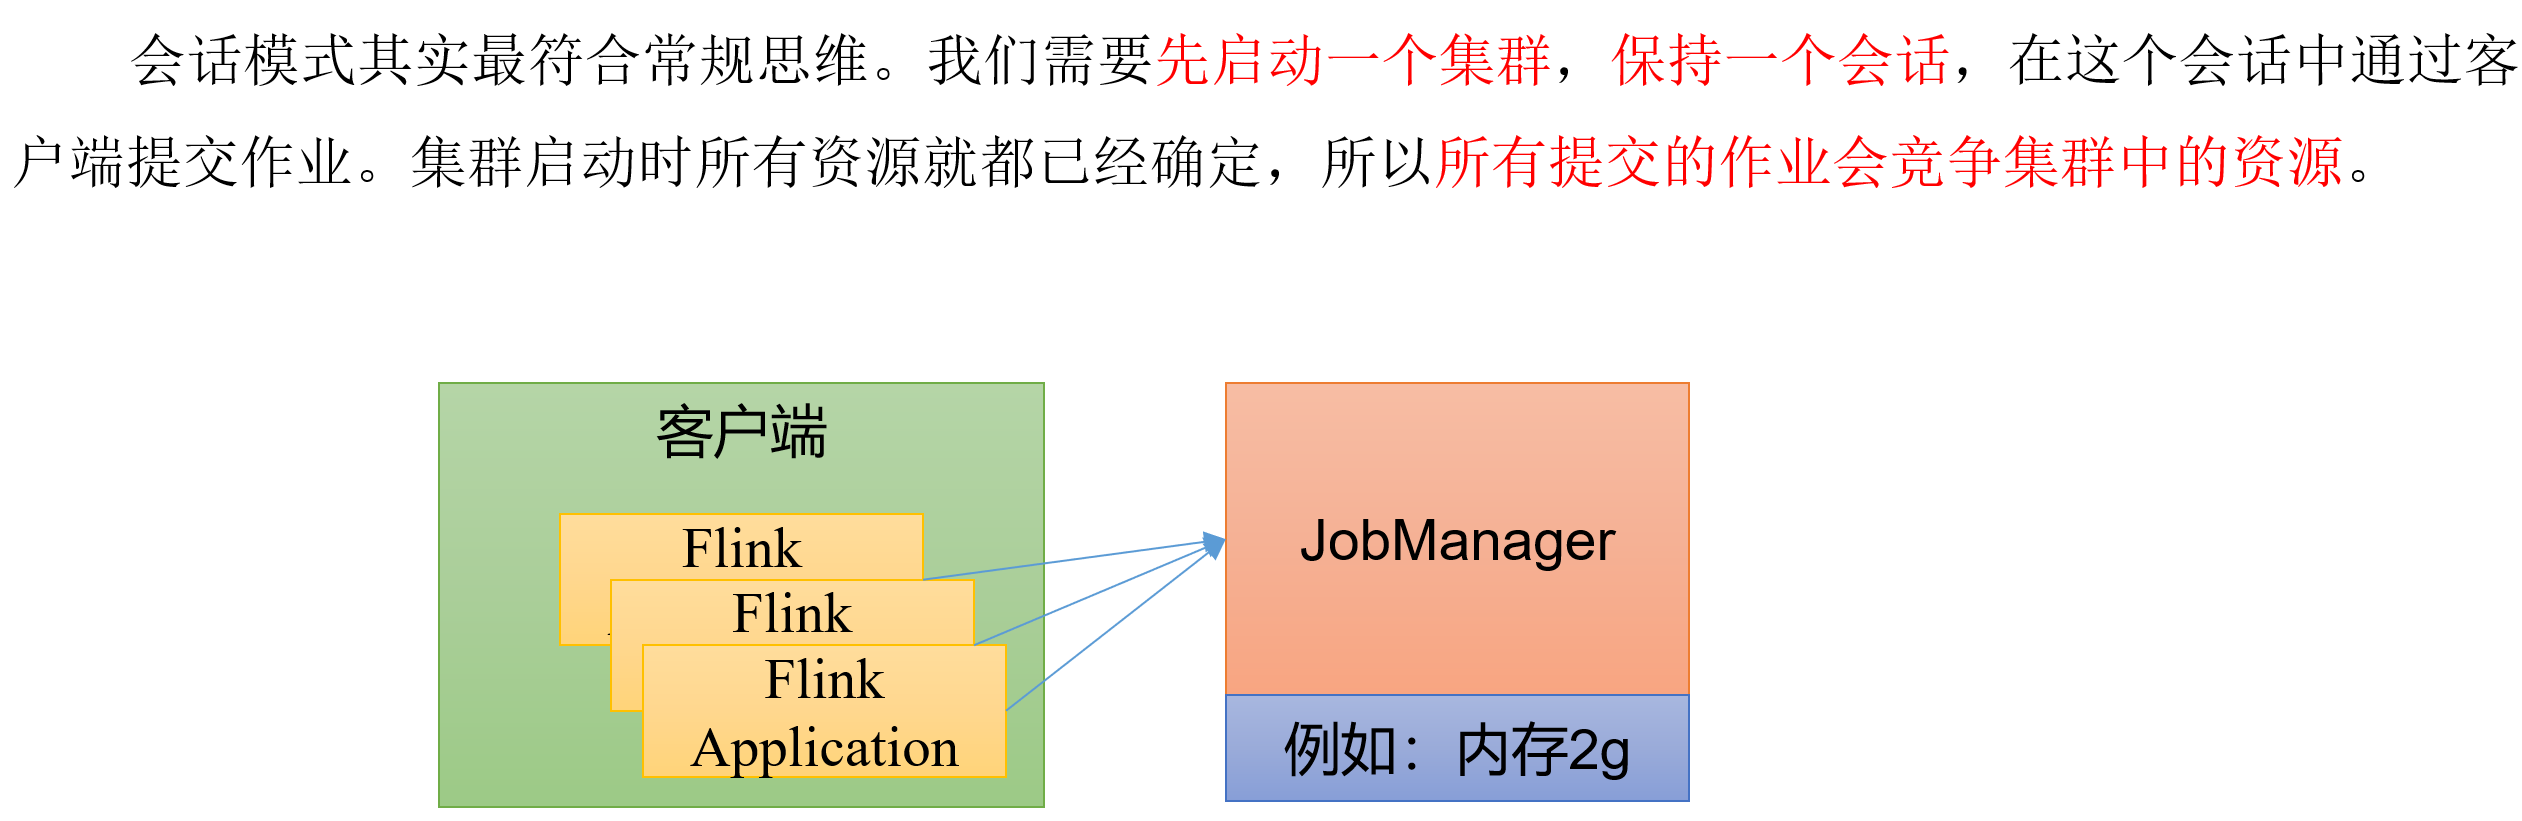 会话模式其实最符合常规思维。我们需要先启动一个集群，保持一个会话，在这个会话中通过客
户端提交作业。集群启动时所有资源就都已经确定，所以所有提交的作业会竞争集群中的资源。
客户端
Flink
Flink
Flink
Application
JobManager
例如：内存2g